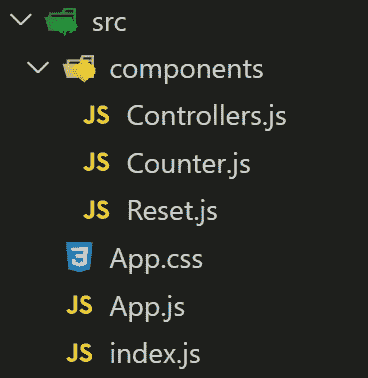 src
components
JS Controllers.js
JS Counter.js
JS Reset.js
App.css
JS App.js
JS index.js